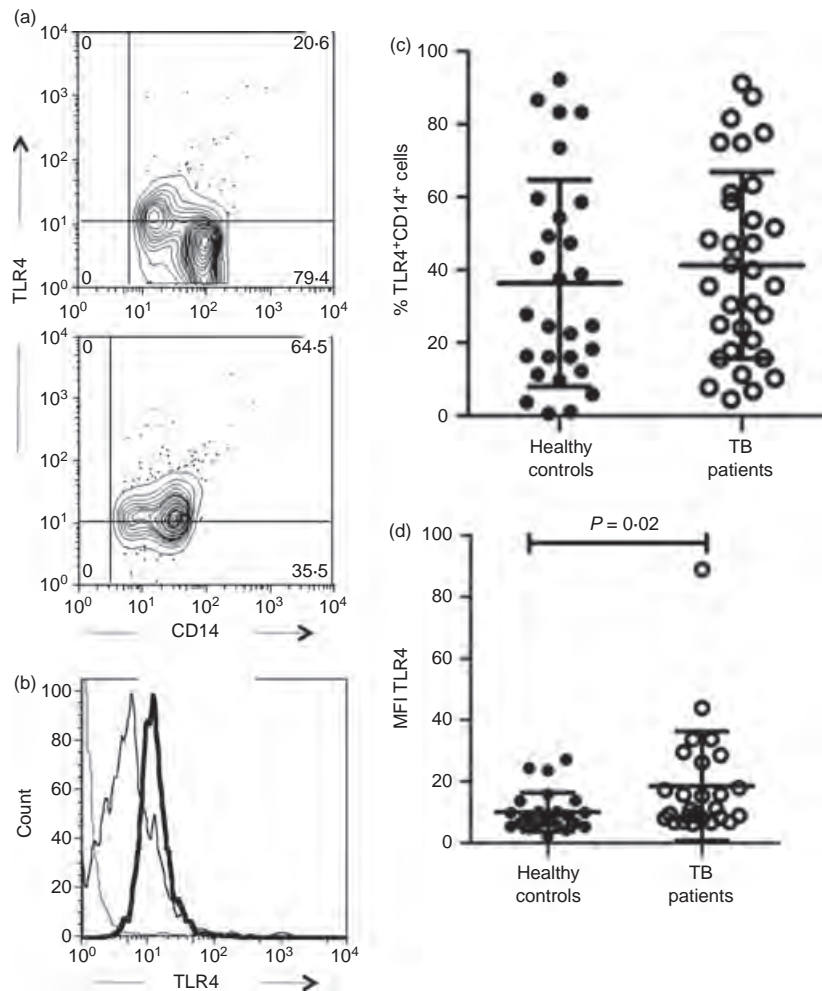 (a)
10⁴
10³
10²
10¹
10⁰
0
20·6
0
79·4
10⁰ 10¹ 10² 10³ 10⁴
TLR4
10⁴
10³
10²
10¹
10⁰
0
64·5
0
35·5
10⁰ 10¹ 10² 10³ 10⁴
CD14
(b)
100
80
60
40
20
0
Count
10⁰ 10¹ 10² 10³ 10⁴
TLR4
(c)
100
80
60
40
20
0
% TLR4⁺CD14⁺ cells
Healthy controls
TB patients
(d)
P = 0·02
100
80
60
40
20
0
MFI TLR4
Healthy controls
TB patients